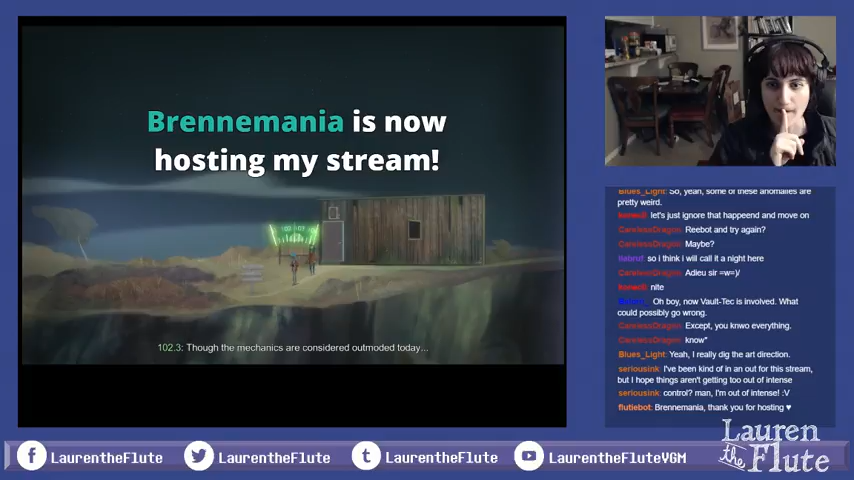 Brennemania is now
hosting my stream!
102.3: Though the mechanics are considered outmoded today...
Blues_Light: So, yeah, some of these anomalies are
pretty weird.
let's just ignore that happeend and move on
CarelessDragon: Reebot and try again?
CarelessDragon: Maybe?
so i think i will call it a night here
CarelessDragon: Adieu sir =w=)/
nite
Oh boy, now Vault-Tec is involved. What
could possibly go wrong.
CarelessDragon: Except, you knwo everything.
CarelessDragon: know*
Blues_Light: Yeah, I really dig the art direction.
seriousink: I've been kind of in an out for this stream,
but I hope things aren't getting too out of intense
seriousink: control? man, I'm out of intense! :V
flutiebot: Brennemania, thank you for hosting ♥
Lauren
the Flute
LaurentheFlute
LaurentheFlute
LaurentheFlute
LaurentheFluteVGM